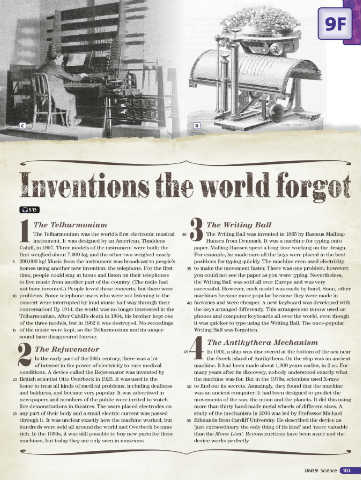 9F
C
B
Inventions the world forgot
1 The Telharmonium
The Telharmonium was the world's first electronic musical
instrument. It was designed by an American, Thaddeus
Cahill, in 1897. Three models of the instrument were built: the
first weighed about 7,000 kg and the other two weighed nearly
200,000 kg! Music from the instrument was broadcast to people's
homes using another new invention: the telephone. For the first
time, people could sit at home and listen on their telephones
to live music from another part of the country. (The radio had
not been invented.) People loved these concerts, but there were
problems. Some telephone users who were not listening to the
concert were interrupted by loud music half way through their
conversation! By 1914, the world was no longer interested in the
Telharmonium. After Cahill's death in 1934, his brother kept one
of the three models, but in 1962 it was destroyed. No recordings
of the music were kept, so the Telharmonium and its unique
sound have disappeared forever.
2 The Rejuvenator
In the early part of the 20th century, there was a lot
of interest in the power of electricity to cure medical
conditions. A device called the Rejuvenator was invented by
British scientist Otto Overbeck in 1925. It was used in the
home to treat all kinds of medical problems, including deafness
and baldness, and became very popular. It was advertised in
newspapers, and members of the public were invited to watch
live demonstrations in theatres. The users placed electrodes on
any part of their body and a small electric current was passed
through it. It was unclear exactly how the machine worked, but
hundreds were sold all around the world and Overbeck became
rich. In the 1950s, it was still possible to buy new parts for these
machines, but today they are only seen in museums.
3 The Writing Ball
The Writing Ball was invented in 1865 by Rasmus Malling-
Hansen from Denmark. It was a machine for typing onto
paper. Malling-Hansen spent a long time working on the design.
For example, he made sure all the keys were placed in the best
positions for typing quickly. The machine even used electricity
to make the movement faster. There was one problem, however:
you could not see the paper as you were typing. Nevertheless,
the Writing Ball was sold all over Europe and was very
successful. However, each model was made by hand. Soon, other
machines became more popular because they were made in
factories and were cheaper. A new keyboard was developed with
the keys arranged differently. This arrangement is now used on
phones and computer keyboards all over the world, even though
it was quicker to type using the Writing Ball. The once-popular
Writing Ball was forgotten.
4 The Antikythera Mechanism
In 1901, a ship was discovered at the bottom of the sea near
the Greek island of Antikythera. On the ship was an ancient
machine. It had been made about 1,900 years earlier, in 2 BC. For
many years after its discovery, nobody understood exactly what
the machine was for. But in the 1970s, scientists used X-rays
to find out its secrets. Amazingly, they found that the machine
was an ancient computer. It had been designed to predict the
movements of the sun, the moon and the planets. It did this using
more than thirty hand-made metal wheels of different sizes. A
study of the mechanism in 2006 was led by Professor Michael
Edmunds from Cardiff University. He described the device as
'just extraordinary, the only thing of its kind' and 'more valuable
than the Mona Lisa'. Reconstructions have been made and the
device works perfectly.
Unit 9 Science